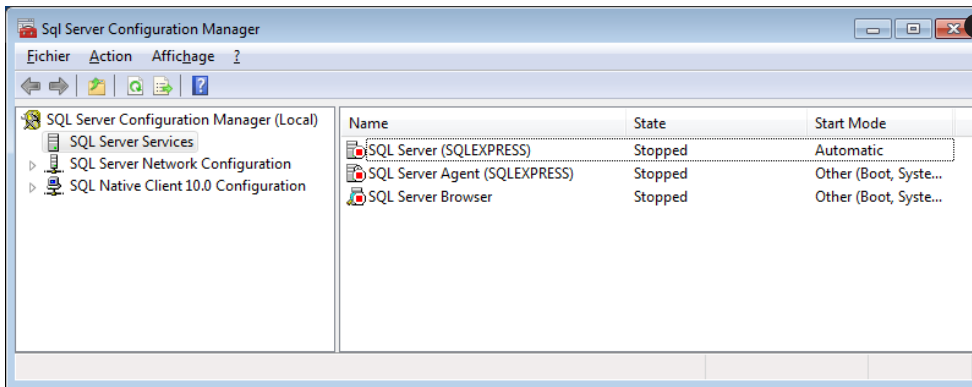 Sql Server Configuration Manager
Fichier Action Affichage ?
SQL Server Configuration Manager (Local)
SQL Server Services
SQL Server Network Configuration
SQL Native Client 10.0 Configuration
Name State Start Mode
SQL Server (SQLEXPRESS) Stopped Automatic
SQL Server Agent (SQLEXPRESS) Stopped Other (Boot, Syste...
SQL Server Browser Stopped Other (Boot, Syste...